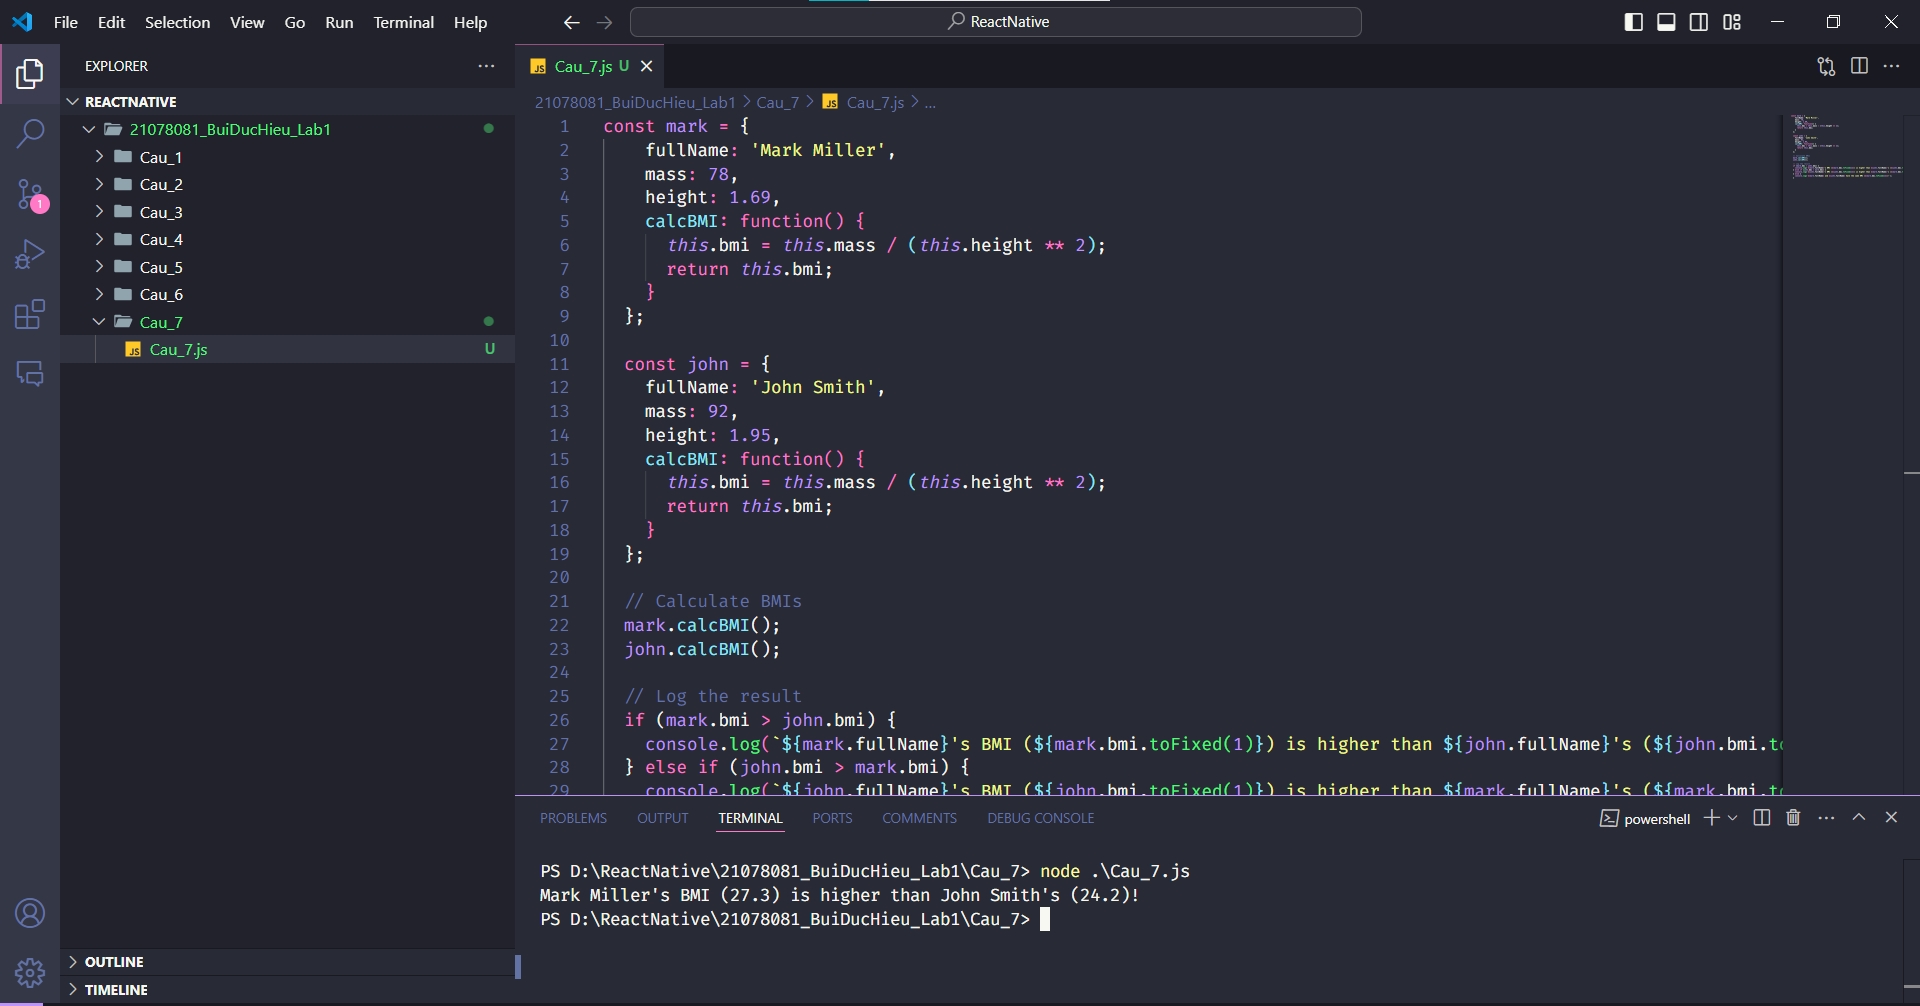 File Edit Selection View Go Run Terminal Help
ReactNative
EXPLORER
REACTNATIVE
21078081_BuiDucHieu_Lab1
Cau_1
Cau_2
Cau_3
Cau_4
Cau_5
Cau_6
Cau_7
JS Cau_7.js U
OUTLINE
TIMELINE
1
JS Cau_7.js U
21078081_BuiDucHieu_Lab1 > Cau_7 > JS Cau_7.js > ...
1 const mark = {
2 fullName: 'Mark Miller',
3 mass: 78,
4 height: 1.69,
5 calcBMI: function() {
6 this.bmi = this.mass / (this.height ** 2);
7 return this.bmi;
8 }
9 };
10
11 const john = {
12 fullName: 'John Smith',
13 mass: 92,
14 height: 1.95,
15 calcBMI: function() {
16 this.bmi = this.mass / (this.height ** 2);
17 return this.bmi;
18 }
19 };
20
21 // Calculate BMIs
22 mark.calcBMI();
23 john.calcBMI();
24
25 // Log the result
26 if (mark.bmi > john.bmi) {
27 console.log(`${mark.fullName}'s BMI (${mark.bmi.toFixed(1)}) is higher than ${john.fullName}'s (${john.bmi.to
28 } else if (john.bmi > mark.bmi) {
29 console.log(`${john.fullName}'s BMI (${john.bmi.toFixed(1)}) is higher than ${mark.fullName}'s (${mark.bmi.to
PROBLEMS OUTPUT TERMINAL PORTS COMMENTS DEBUG CONSOLE
powershell
PS D:\ReactNative\21078081_BuiDucHieu_Lab1\Cau_7> node .\Cau_7.js
Mark Miller's BMI (27.3) is higher than John Smith's (24.2)!
PS D:\ReactNative\21078081_BuiDucHieu_Lab1\Cau_7>